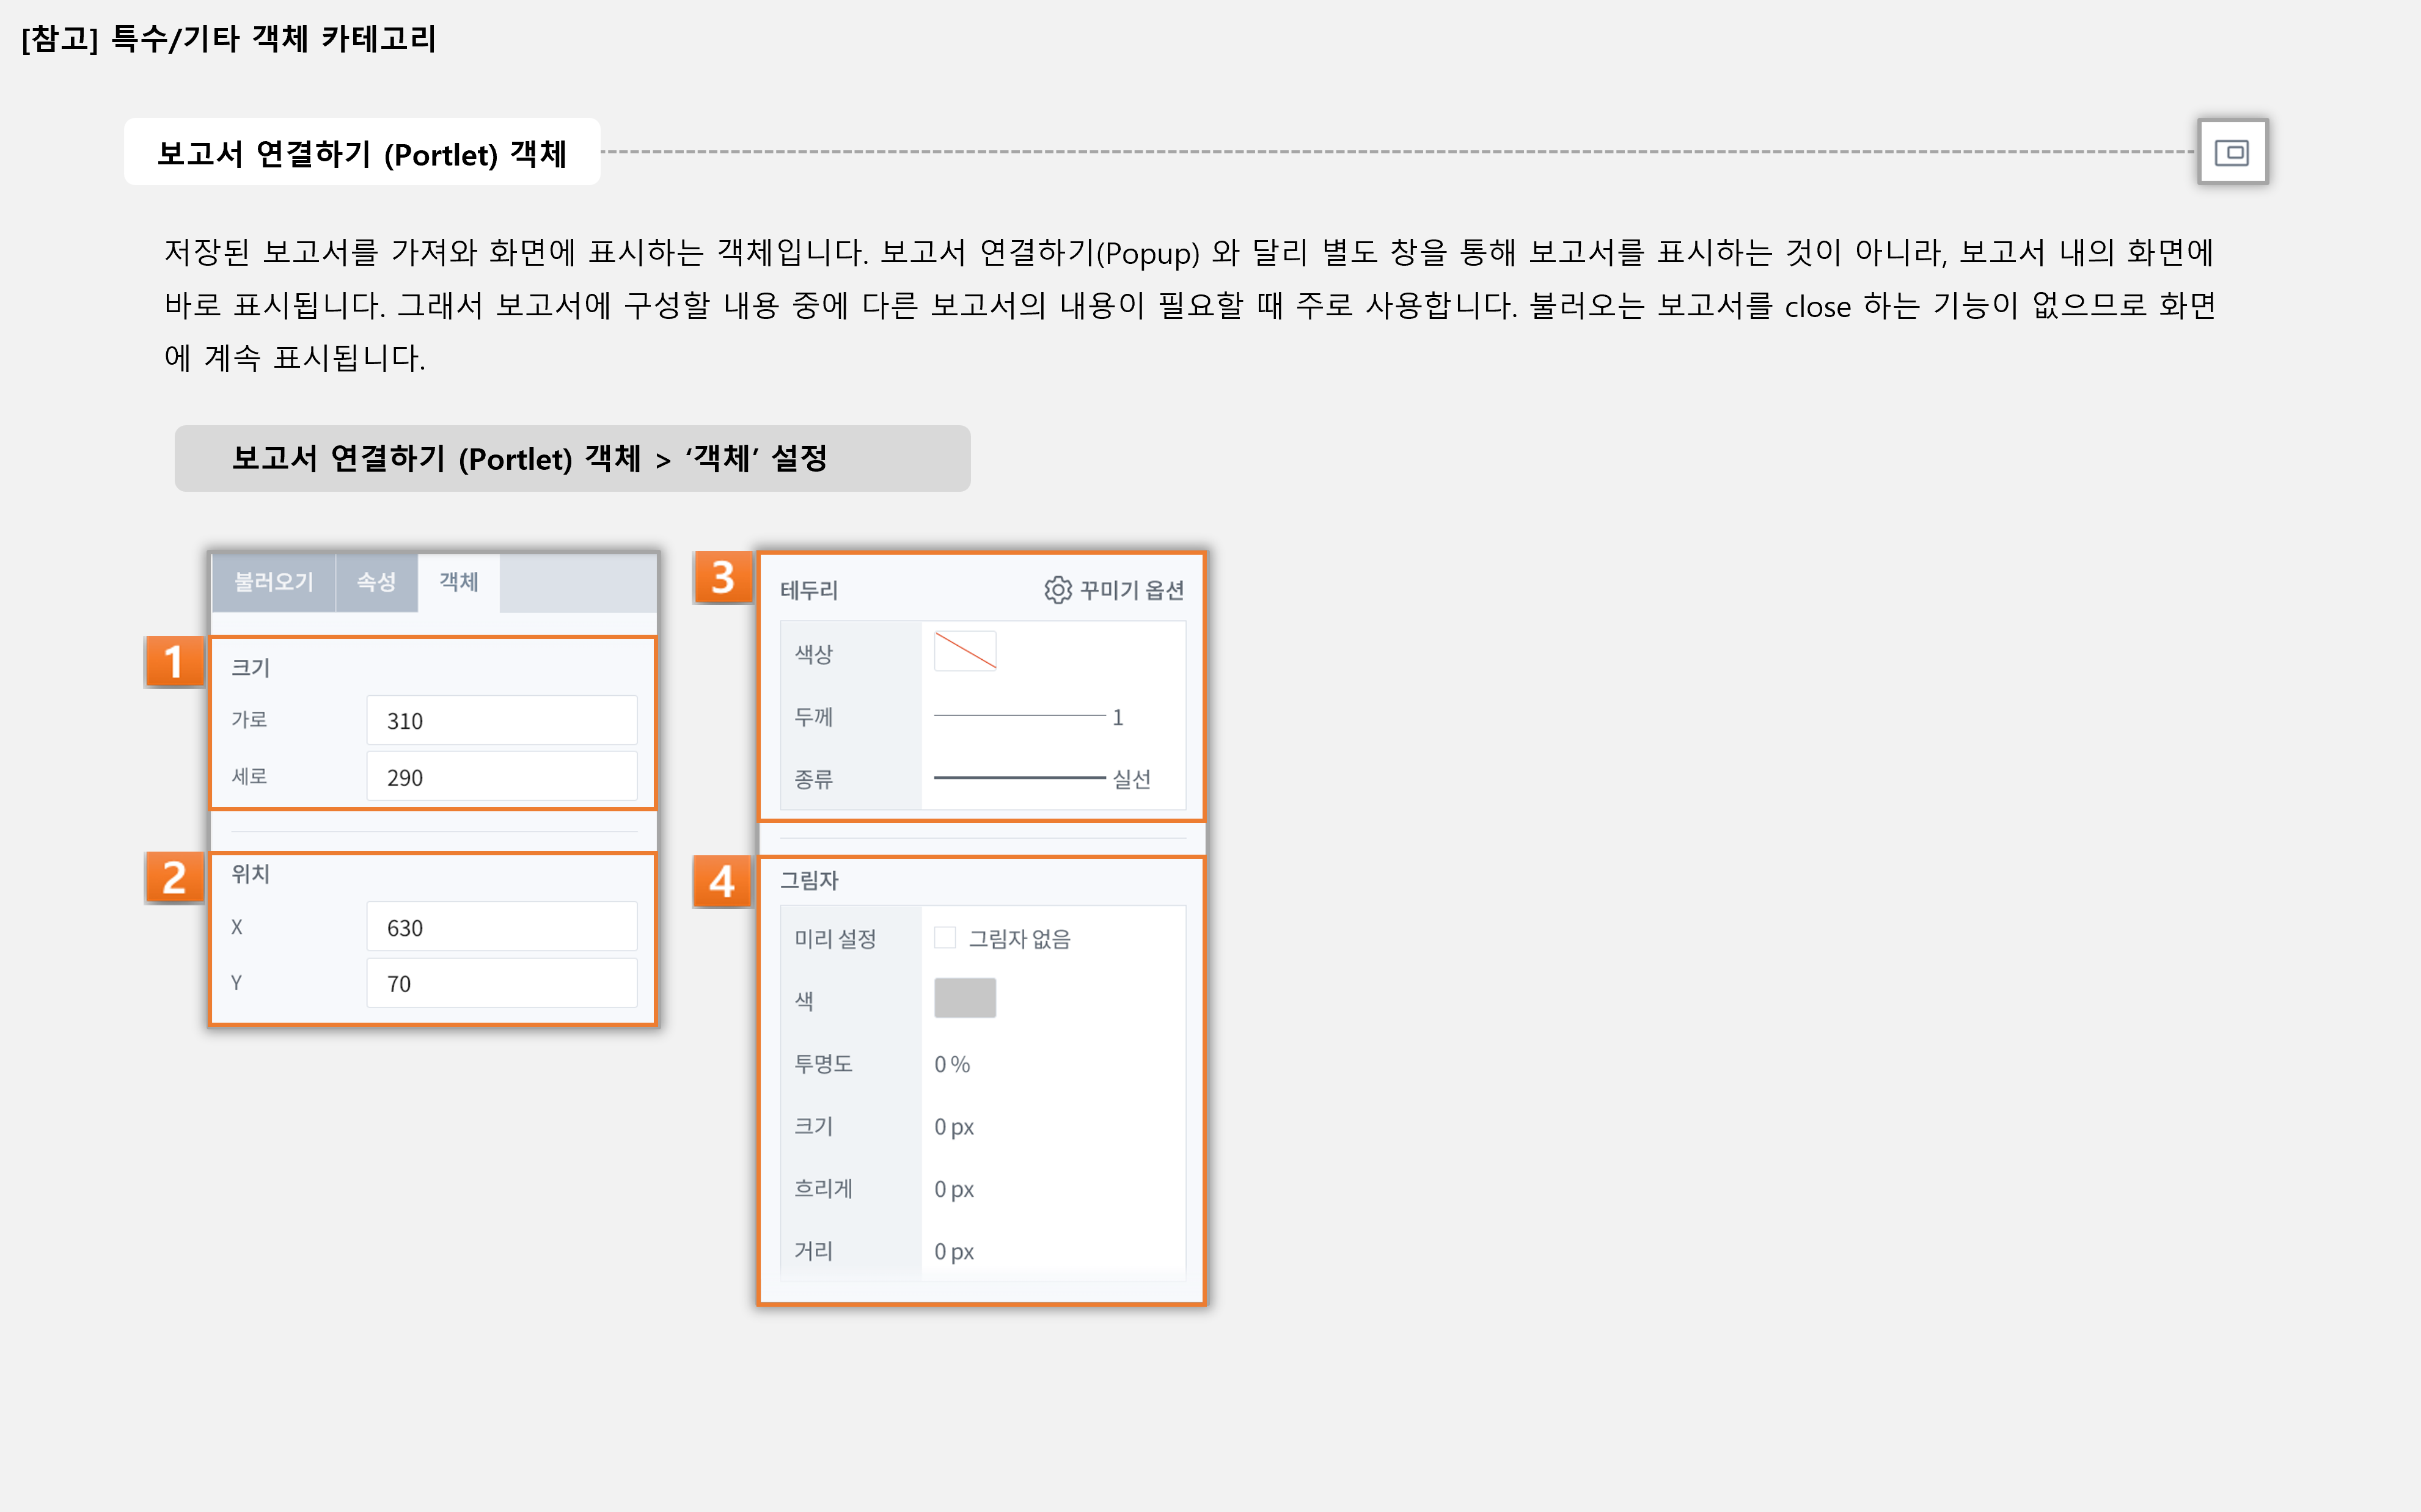 [참고] 특수/기타 객체 카테고리
보고서 연결하기 (Portlet) 객체
저장된 보고서를 가져와 화면에 표시하는 객체입니다. 보고서 연결하기(Popup) 와 달리 별도 창을 통해 보고서를 표시하는 것이 아니라, 보고서 내의 화면에
바로 표시됩니다. 그래서 보고서에 구성할 내용 중에 다른 보고서의 내용이 필요할 때 주로 사용합니다. 불러오는 보고서를 close 하는 기능이 없으므로 화면
에 계속 표시됩니다.
보고서 연결하기 (Portlet) 객체 > ‘객체’ 설정
불러오기 속성 객체
1
크기
가로 310
세로 290
2
위치
X 630
Y 70
3
테두리 꾸미기 옵션
색상
두께 1
종류 실선
4
그림자
미리 설정 그림자 없음
색
투명도 0 %
크기 0 px
흐리게 0 px
거리 0 px